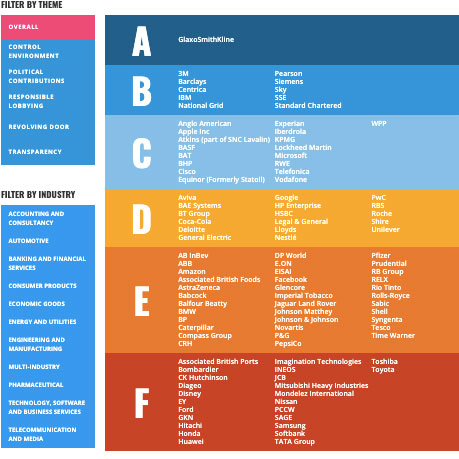 FILTER BY THEME
OVERALL
CONTROL
ENVIRONMENT
POLITICAL
CONTRIBUTIONS
RESPONSIBLE
LOBBYING
REVOLVING DOOR
TRANSPARENCY
FILTER BY INDUSTRY
ACCOUNTING AND
CONSULTANCY
AUTOMOTIVE
BANKING AND FINANCIAL
SERVICES
CONSUMER PRODUCTS
ECONOMIC GOODS
ENERGY AND UTILITIES
ENGINEERING AND
MANUFACTURING
MULTI-INDUSTRY
PHARMACEUTICAL
TECHNOLOGY, SOFTWARE
AND BUSINESS SERVICES
TELECOMMUNICATION
AND MEDIA
A
GlaxoSmithKline
B
3M
Barclays
Centrica
IBM
National Grid
Pearson
Siemens
Sky
SSE
Standard Chartered
C
Anglo American
Apple Inc
Atkins (part of SNC Lavalin)
BASF
BAT
BHP
Cisco
Equinor (Formerly Statoil)
Experian
Iberdrola
KPMG
Lockheed Martin
Microsoft
RWE
Telefonica
Vodafone
WPP
D
Aviva
BAE Systems
BT Group
Coca-Cola
Deloitte
General Electric
Google
HP Enterprise
HSBC
Legal & General
Lloyds
Nestlé
PwC
RBS
Roche
Shire
Unilever
E
AB InBev
ABB
Amazon
Associated British Foods
AstraZeneca
Babcock
Balfour Beatty
BMW
BP
Caterpillar
Compass Group
CRH
DP World
E.ON
EISAI
Facebook
Glencore
Imperial Tobacco
Jaguar Land Rover
Johnson Matthey
Johnson & Johnson
Novartis
P&G
PepsiCo
Pfizer
Prudential
RB Group
RELX
Rio Tinto
Rolls-Royce
Sabic
Shell
Syngenta
Tesco
Time Warner
F
Associated British Ports
Bombardier
CK Hutchinson
Diageo
Disney
EY
Ford
GKN
Hitachi
Honda
Huawei
Imagination Technologies
INEOS
JCB
Mitsubishi Heavy Industries
Mondelez International
Nissan
PCCW
SAGE
Samsung
Softbank
TATA Group
Toshiba
Toyota